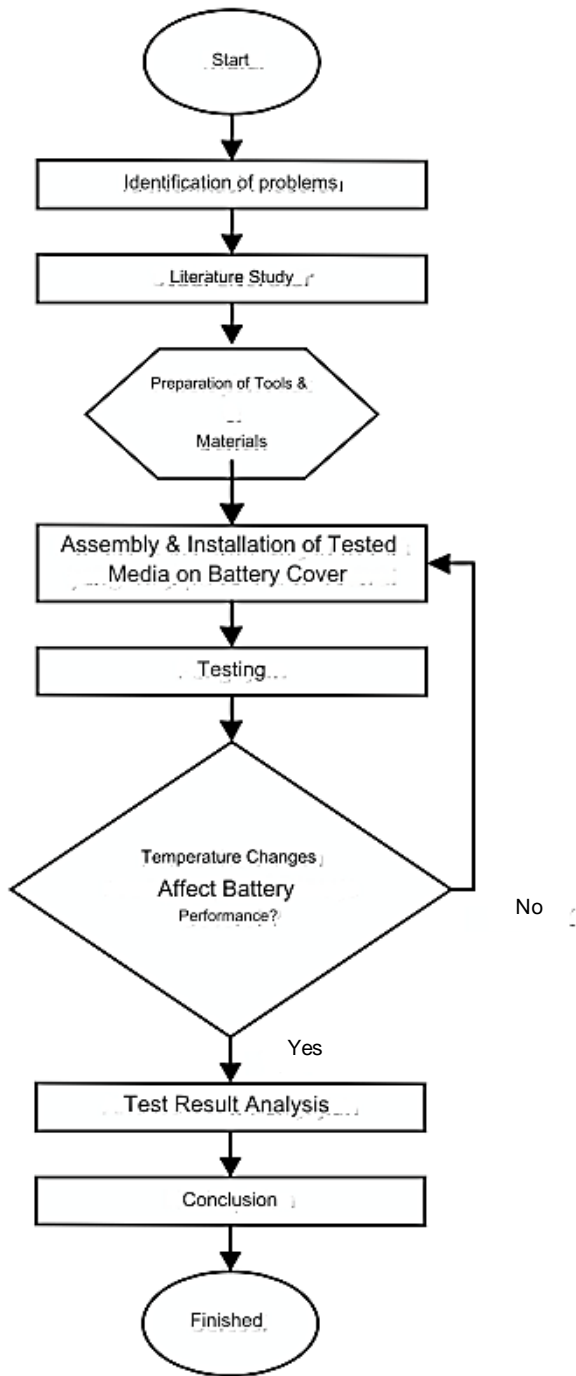 Start
Identification of problems
Literature Study
Preparation of Tools &
Materials
Assembly & Installation of Tested
Media on Battery Cover
Testing
Temperature Changes
Affect Battery
Performance?
No
Yes
Test Result Analysis
Conclusion
Finished